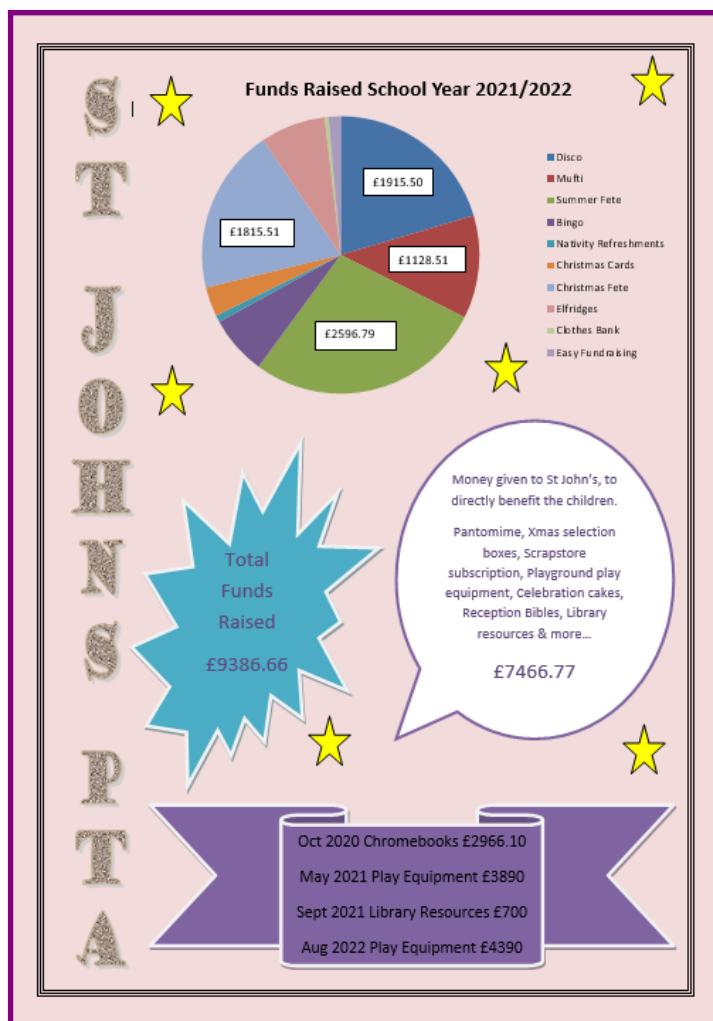 ST JOHNS PTA
Funds Raised School Year 2021/2022
£1915.50
£1128.51
£2596.79
£1815.51
Disco
Mufti
Summer Fete
Bingo
Nativity Refreshments
Christmas Cards
Christmas Fete
Elfridges
Clothes Bank
Easy Fundraising
Total
Funds
Raised
£9386.66
Money given to St John's, to
directly benefit the children.
Pantomime, Xmas selection
boxes, Scrapstore
subscription, Playground play
equipment, Celebration cakes,
Reception Bibles, Library
resources & more...
£7466.77
Oct 2020 Chromebooks £2966.10
May 2021 Play Equipment £3890
Sept 2021 Library Resources £700
Aug 2022 Play Equipment £4390